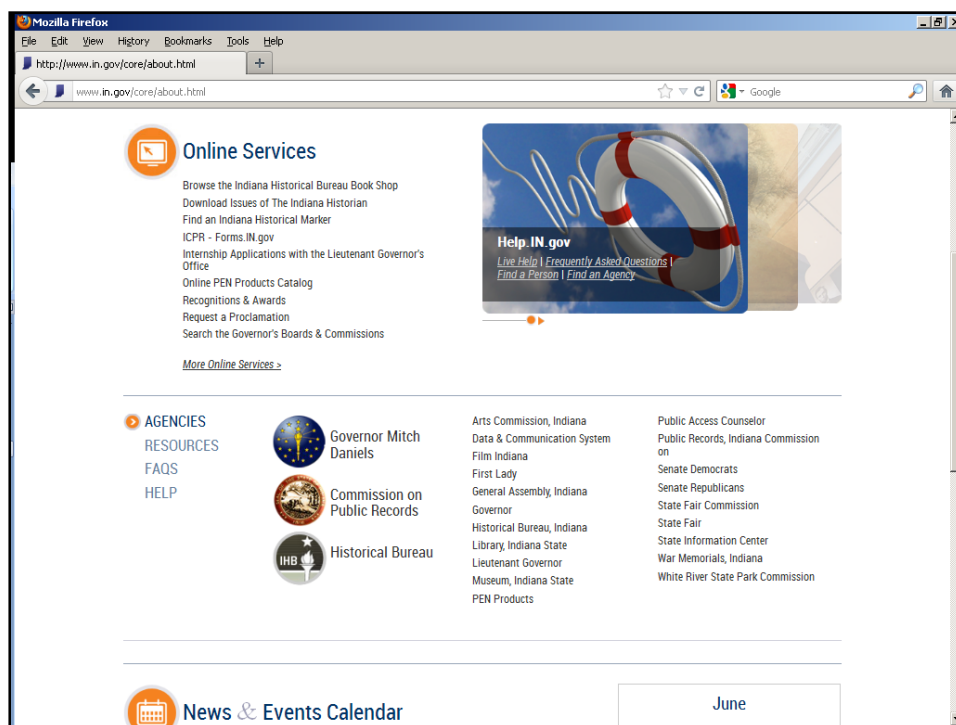 Mozilla Firefox
File Edit View History Bookmarks Tools Help
http://www.in.gov/core/about.html
www.in.gov/core/about.html
Google
Online Services
Browse the Indiana Historical Bureau Book Shop
Download Issues of The Indiana Historian
Find an Indiana Historical Marker
ICPR - Forms.IN.gov
Internship Applications with the Lieutenant Governor's
Office
Online PEN Products Catalog
Recognitions & Awards
Request a Proclamation
Search the Governor's Boards & Commissions
More Online Services >
Help.IN.gov
Live Help | Frequently Asked Questions |
Find a Person | Find an Agency
AGENCIES
RESOURCES
FAQS
HELP
Governor Mitch
Daniels
Commission on
Public Records
IHB
Historical Bureau
Arts Commission, Indiana
Data & Communication System
Film Indiana
First Lady
General Assembly, Indiana
Governor
Historical Bureau, Indiana
Library, Indiana State
Lieutenant Governor
Museum, Indiana State
PEN Products
Public Access Counselor
Public Records, Indiana Commission
on
Senate Democrats
Senate Republicans
State Fair Commission
State Fair
State Information Center
War Memorials, Indiana
White River State Park Commission
News & Events Calendar
June